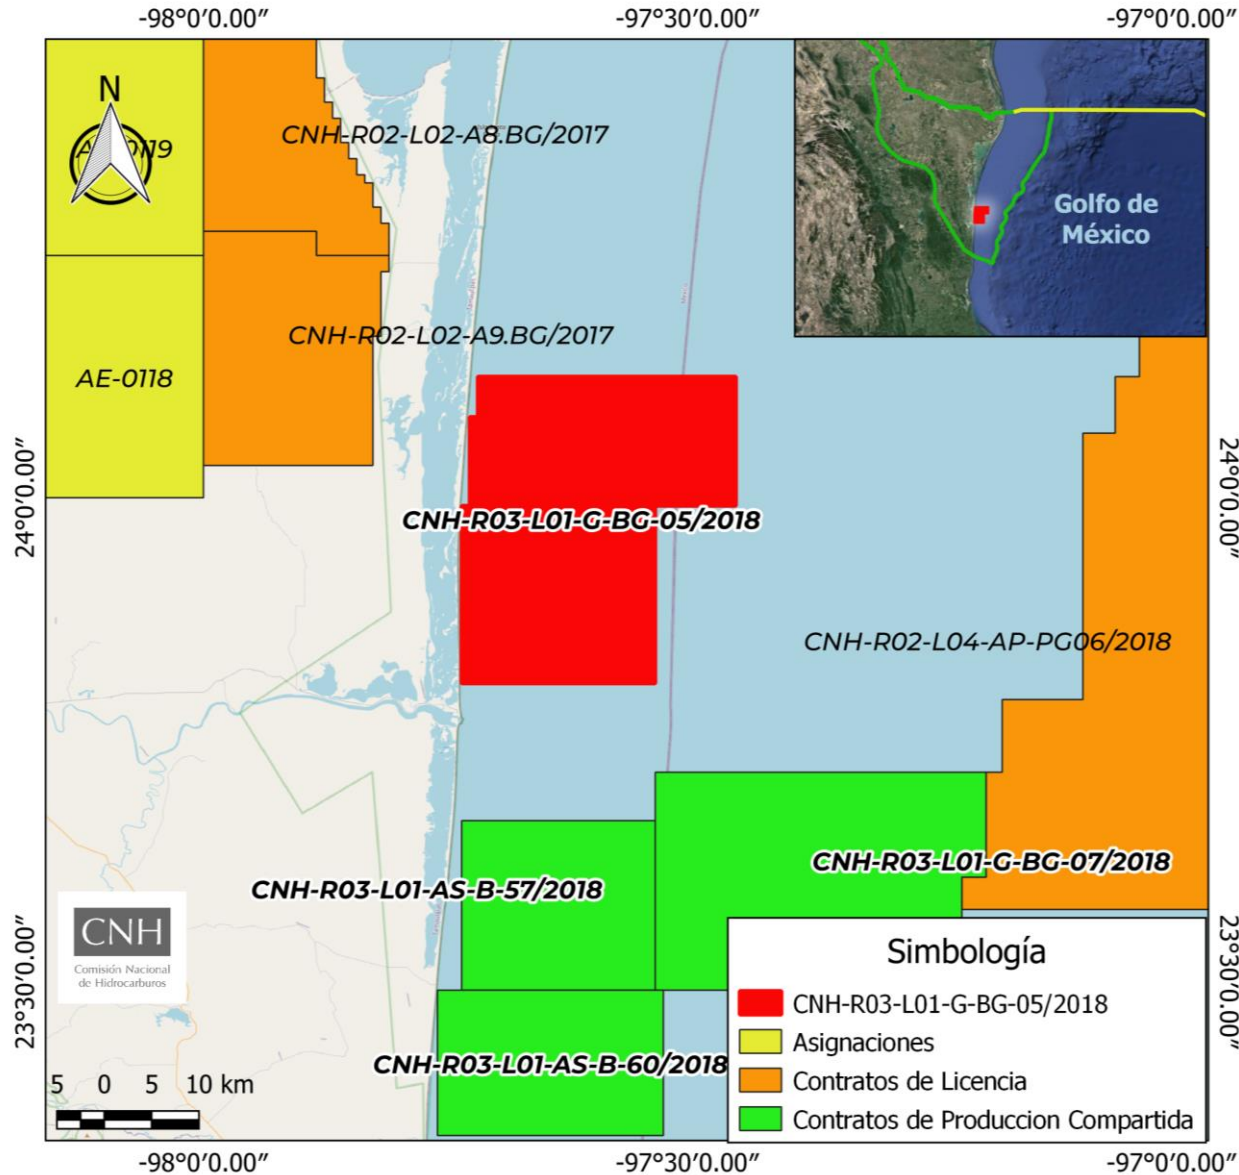 -98°0′0.00″
-97°30′0.00″
-97°0′0.00″
N
CNH-R02-L02-A8.BG/2017
Golfo de
México
CNH-R02-L02-A9.BG/2017
AE-0118
24°0′0.00″
24°0′0.00″
CNH-R03-L01-G-BG-05/2018
CNH-R02-L04-AP-PG06/2018
CNH-R03-L01-G-BG-07/2018
CNH-R03-L01-AS-B-57/2018
CNH
Comisión Nacional
de Hidrocarburos
23°30′0.00″
23°30′0.00″
Simbología
CNH-R03-L01-G-BG-05/2018
Asignaciones
Contratos de Licencia
Contratos de Produccion Compartida
CNH-R03-L01-AS-B-60/2018
5 0 5 10 km
-98°0′0.00″
-97°30′0.00″
-97°0′0.00″